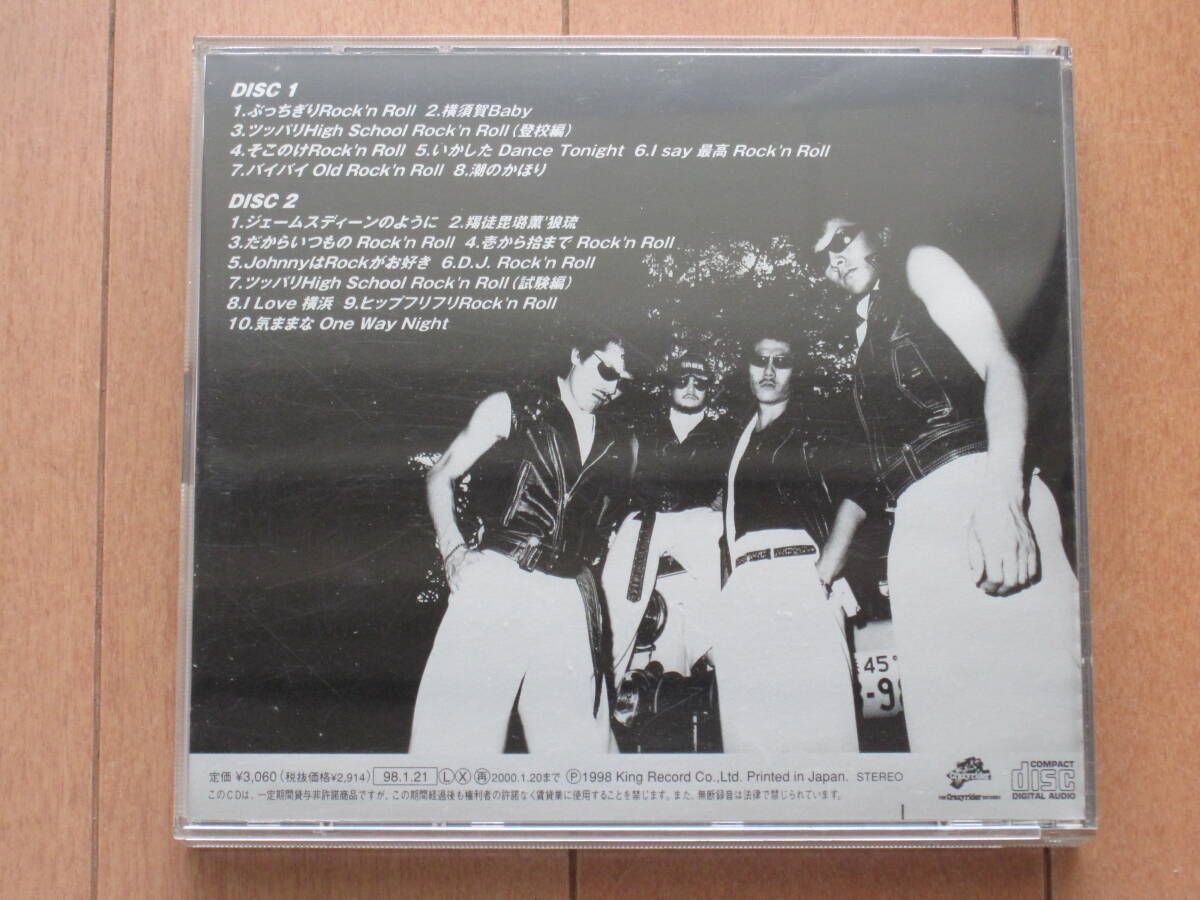 DISC 1
1.ぶっちぎりRock'n Roll 2.横須賀Baby
3.ツッパリHigh School Rock'n Roll(登校編)
4.そこのけRock'n Roll 5.いかした Dance Tonight 6.I say 最高 Rock'n Roll
7.バイバイ Old Rock'n Roll 8.潮のかほり
DISC 2
1.ジェームスディーンのように 2.羯徒毘璐薫'狼琉
3.だからいつもの Rock'n Roll 4.壱から拾まで Rock'n Roll
5.JohnnyはRockがお好き 6.D.J. Rock'n Roll
7.ツッパリHigh School Rock'n Roll(試験編)
8.I Love 横浜 9.ヒップフリフリRock'n Roll
10.気ままな One Way Night
45
定価 ¥3,060(税抜価格¥2,914) 98.1.21 Ⓛ Ⓧ 再 2000.1.20まで Ⓟ1998 King Record Co.,Ltd. Printed in Japan. STEREO
このCDは、一定期間貸与非許諾商品ですが、この期間経過後も権利者の許諾なく賃貸業に使用することを禁じます。また、無断録音は法律で禁じられています。
THE Crazyrider RECORDS
COMPACT
disc
DIGITAL AUDIO